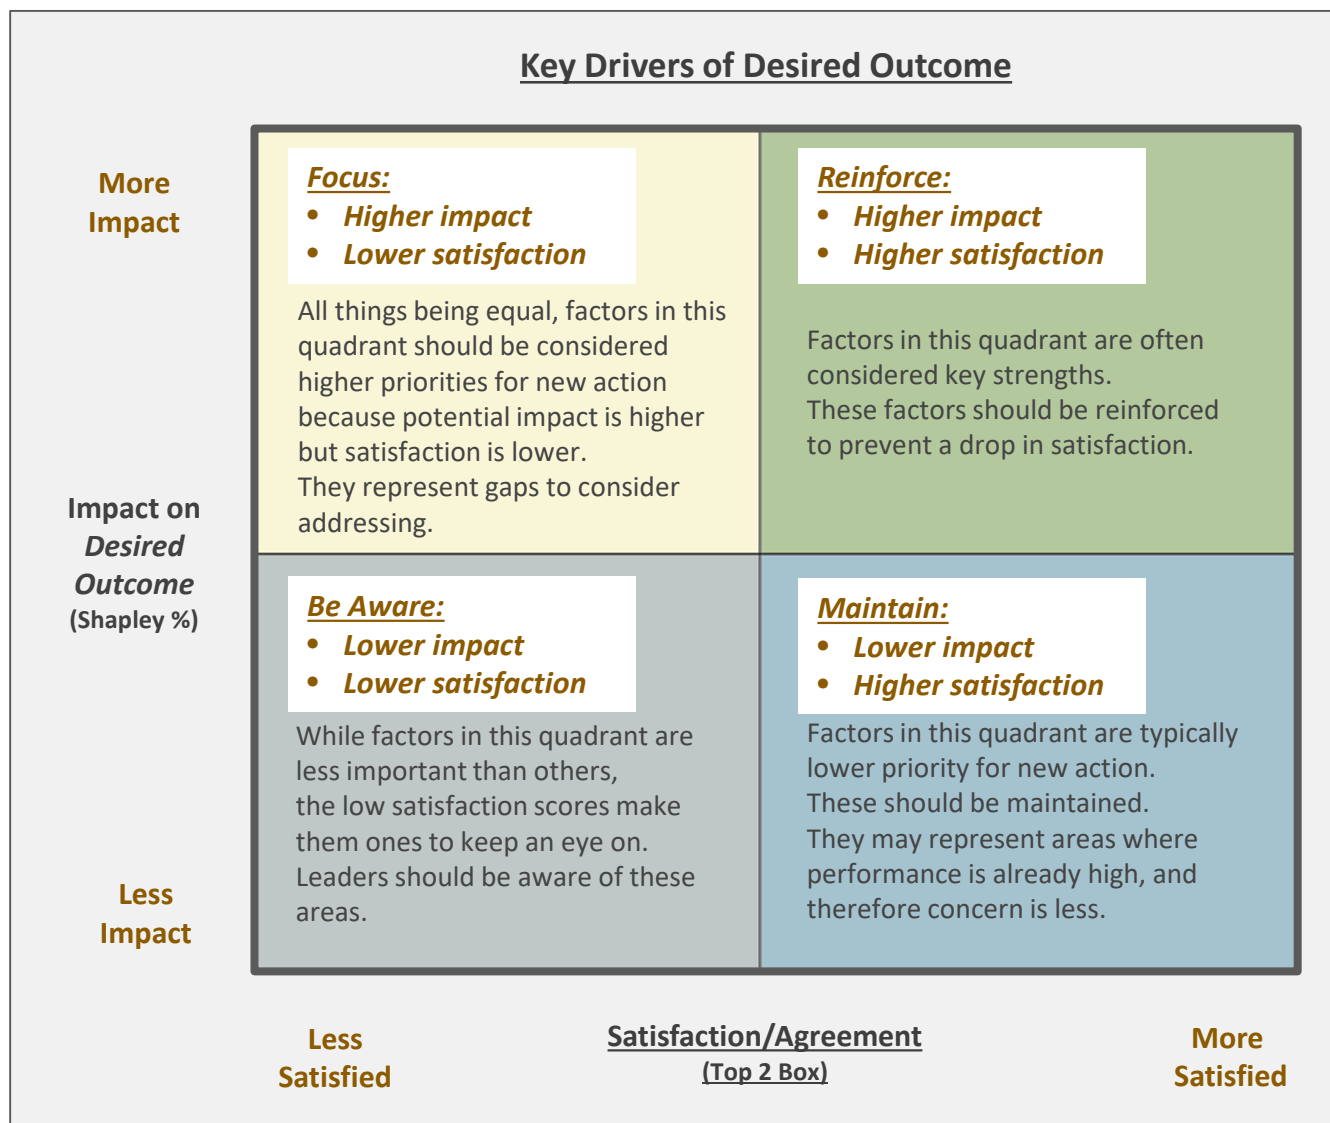 Key Drivers of Desired Outcome
More
Impact
Focus:
• Higher impact
• Lower satisfaction
All things being equal, factors in this
quadrant should be considered
higher priorities for new action
because potential impact is higher
but satisfaction is lower.
They represent gaps to consider
addressing.
Reinforce:
• Higher impact
• Higher satisfaction
Factors in this quadrant are often
considered key strengths.
These factors should be reinforced
to prevent a drop in satisfaction.
Impact on
Desired
Outcome
(Shapley %)
Be Aware:
• Lower impact
• Lower satisfaction
While factors in this quadrant are
less important than others,
the low satisfaction scores make
them ones to keep an eye on.
Leaders should be aware of these
areas.
Maintain:
• Lower impact
• Higher satisfaction
Factors in this quadrant are typically
lower priority for new action.
These should be maintained.
They may represent areas where
performance is already high, and
therefore concern is less.
Less
Impact
Less
Satisfied
Satisfaction/Agreement
(Top 2 Box)
More
Satisfied